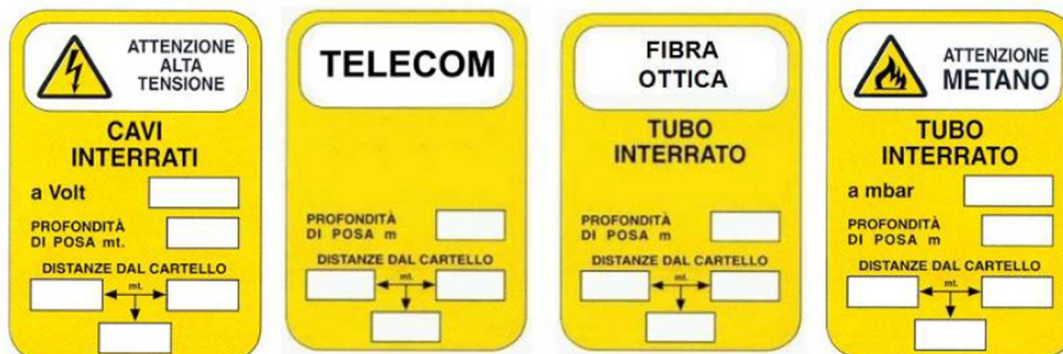 ATTENZIONE
ALTA
TENSIONE
CAVI
INTERRATI
a Volt
PROFONDITÀ
DI POSA mt.
DISTANZE DAL CARTELLO
mt.
TELECOM
PROFONDITÀ
DI POSA m
DISTANZE DAL CARTELLO
mt.
FIBRA
OTTICA
TUBO
INTERRATO
PROFONDITÀ
DI POSA m
DISTANZE DAL CARTELLO
mt.
ATTENZIONE
METANO
TUBO
INTERRATO
a mbar
PROFONDITÀ
DI POSA m
DISTANZE DAL CARTELLO
mt.